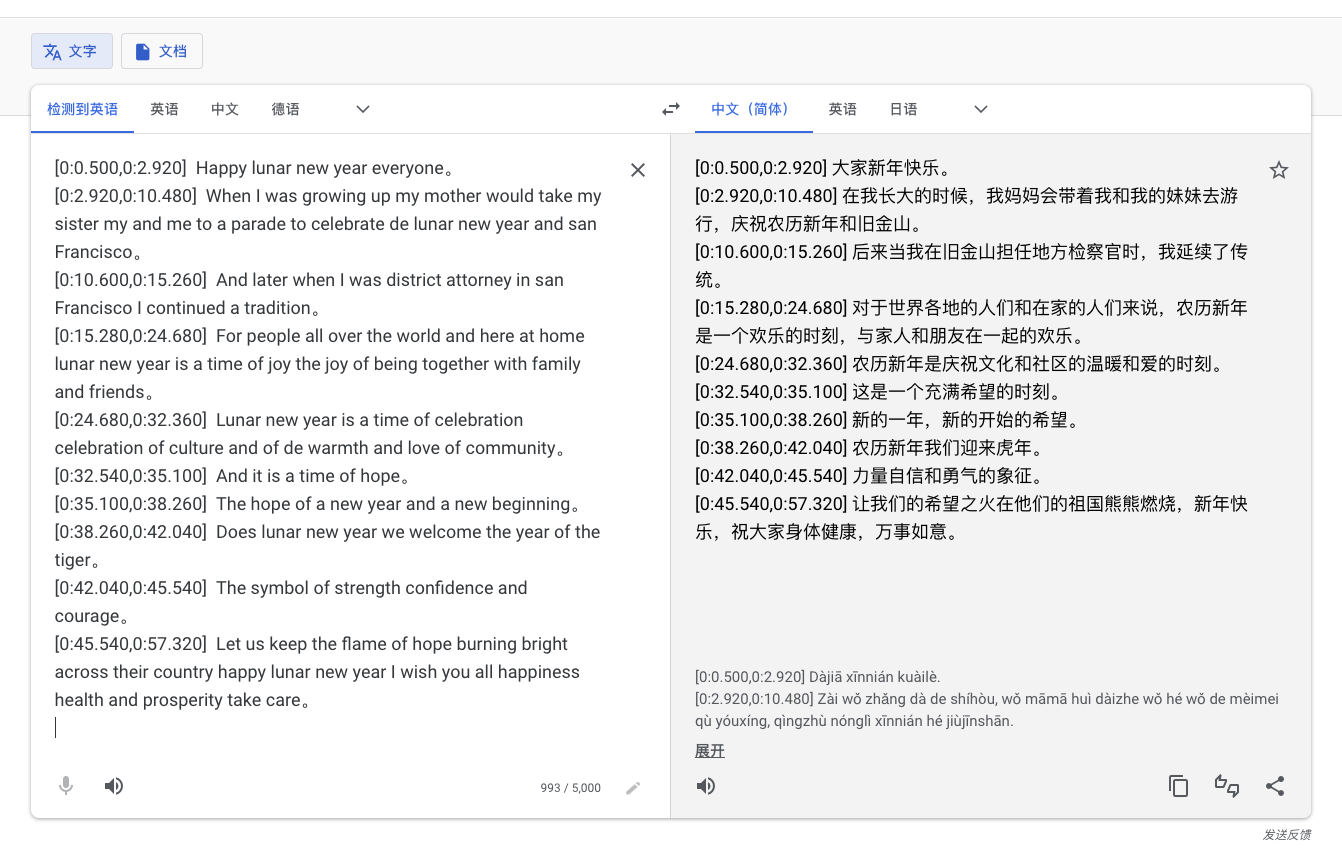 文字
文档
检测到英语
英语
中文
德语
中文（简体）
英语
日语
[0:0.500,0:2.920]  Happy lunar new year everyone。
[0:2.920,0:10.480]  When I was growing up my mother would take my
sister my and me to a parade to celebrate de lunar new year and san
Francisco。
[0:10.600,0:15.260]  And later when I was district attorney in san
Francisco I continued a tradition。
[0:15.280,0:24.680]  For people all over the world and here at home
lunar new year is a time of joy the joy of being together with family
and friends。
[0:24.680,0:32.360]  Lunar new year is a time of celebration
celebration of culture and of de warmth and love of community。
[0:32.540,0:35.100]  And it is a time of hope。
[0:35.100,0:38.260]  The hope of a new year and a new beginning。
[0:38.260,0:42.040]  Does lunar new year we welcome the year of the
tiger。
[0:42.040,0:45.540]  The symbol of strength confidence and
courage。
[0:45.540,0:57.320]  Let us keep the flame of hope burning bright
across their country happy lunar new year I wish you all happiness
health and prosperity take care。
993 / 5,000
[0:0.500,0:2.920] 大家新年快乐。
[0:2.920,0:10.480] 在我长大的时候，我妈妈会带着我和我的妹妹去游
行，庆祝农历新年和旧金山。
[0:10.600,0:15.260] 后来当我在旧金山担任地方检察官时，我延续了传
统。
[0:15.280,0:24.680] 对于世界各地的人们和在家的人们来说，农历新年
是一个欢乐的时刻，与家人和朋友在一起的欢乐。
[0:24.680,0:32.360] 农历新年是庆祝文化和社区的温暖和爱的时刻。
[0:32.540,0:35.100] 这是一个充满希望的时刻。
[0:35.100,0:38.260] 新的一年，新的开始的希望。
[0:38.260,0:42.040] 农历新年我们迎来虎年。
[0:42.040,0:45.540] 力量自信和勇气的象征。
[0:45.540,0:57.320] 让我们的希望之火在他们的祖国熊熊燃烧，新年快
乐，祝大家身体健康，万事如意。
[0:0.500,0:2.920] Dàjiā xīnnián kuàilè.
[0:2.920,0:10.480] Zài wǒ zhǎng dà de shíhòu, wǒ māmā huì dàizhe wǒ hé wǒ de mèimei
qù yóuxíng, qìngzhù nónglì xīnnián hé jiùjīnshān.
展开
发送反馈